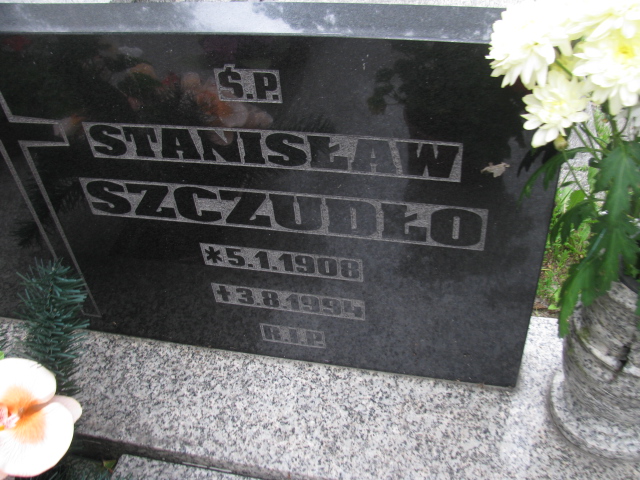 Ś.P.
STANISŁAW
SZCZUDŁO
*5.1.1908
+3.8.1994
R.I.P.